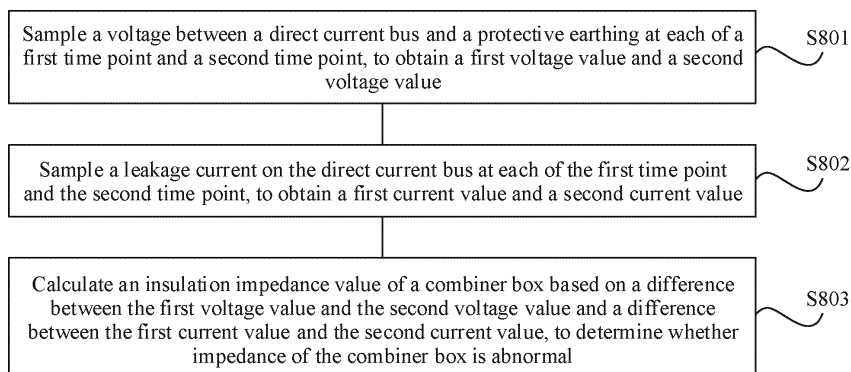 Sample a voltage between a direct current bus and a protective earthing at each of a
first time point and a second time point, to obtain a first voltage value and a second
voltage value
S801
Sample a leakage current on the direct current bus at each of the first time point
and the second time point, to obtain a first current value and a second current value
S802
Calculate an insulation impedance value of a combiner box based on a difference
between the first voltage value and the second voltage value and a difference
between the first current value and the second current value, to determine whether
impedance of the combiner box is abnormal
S803